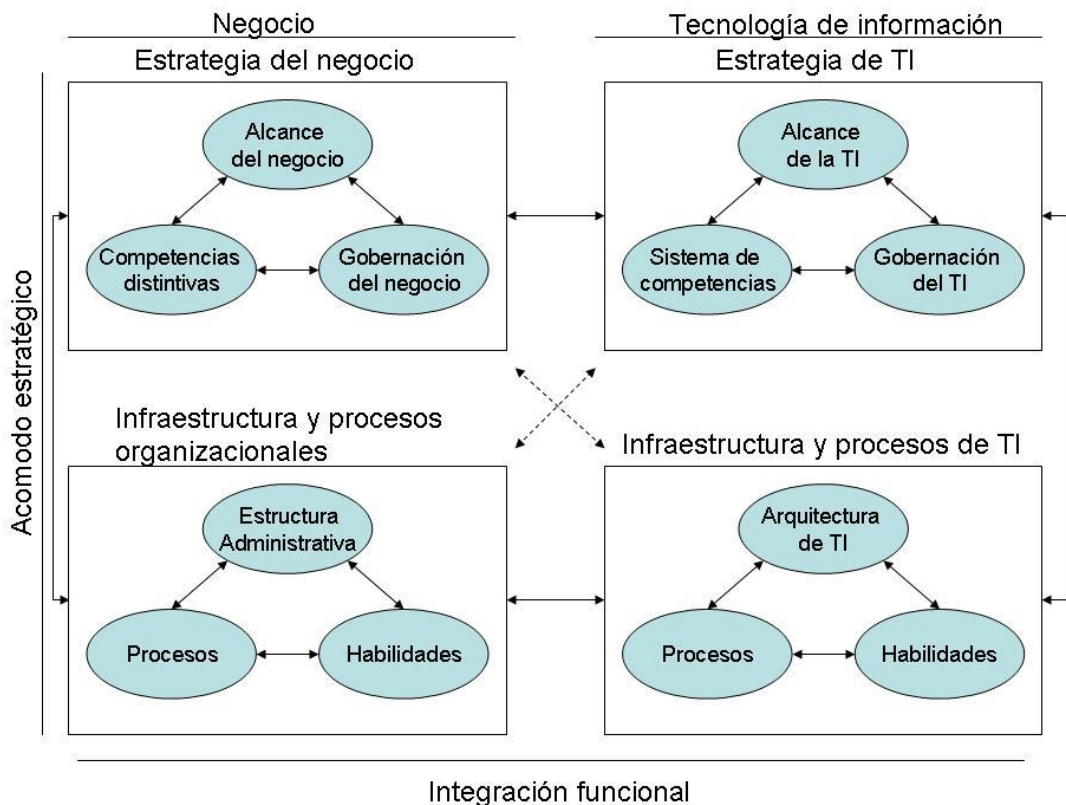 Negocio
Tecnología de información
Estrategia del negocio
Estrategia de TI
Alcance
del negocio
Competencias
distintivas
Gobernación
del negocio
Alcance
de la TI
Sistema de
competencias
Gobernación
del TI
Acomodo estratégico
Infraestructura y procesos
organizacionales
Infraestructura y procesos de TI
Estructura
Administrativa
Procesos
Habilidades
Arquitectura
de TI
Procesos
Habilidades
Integración funcional